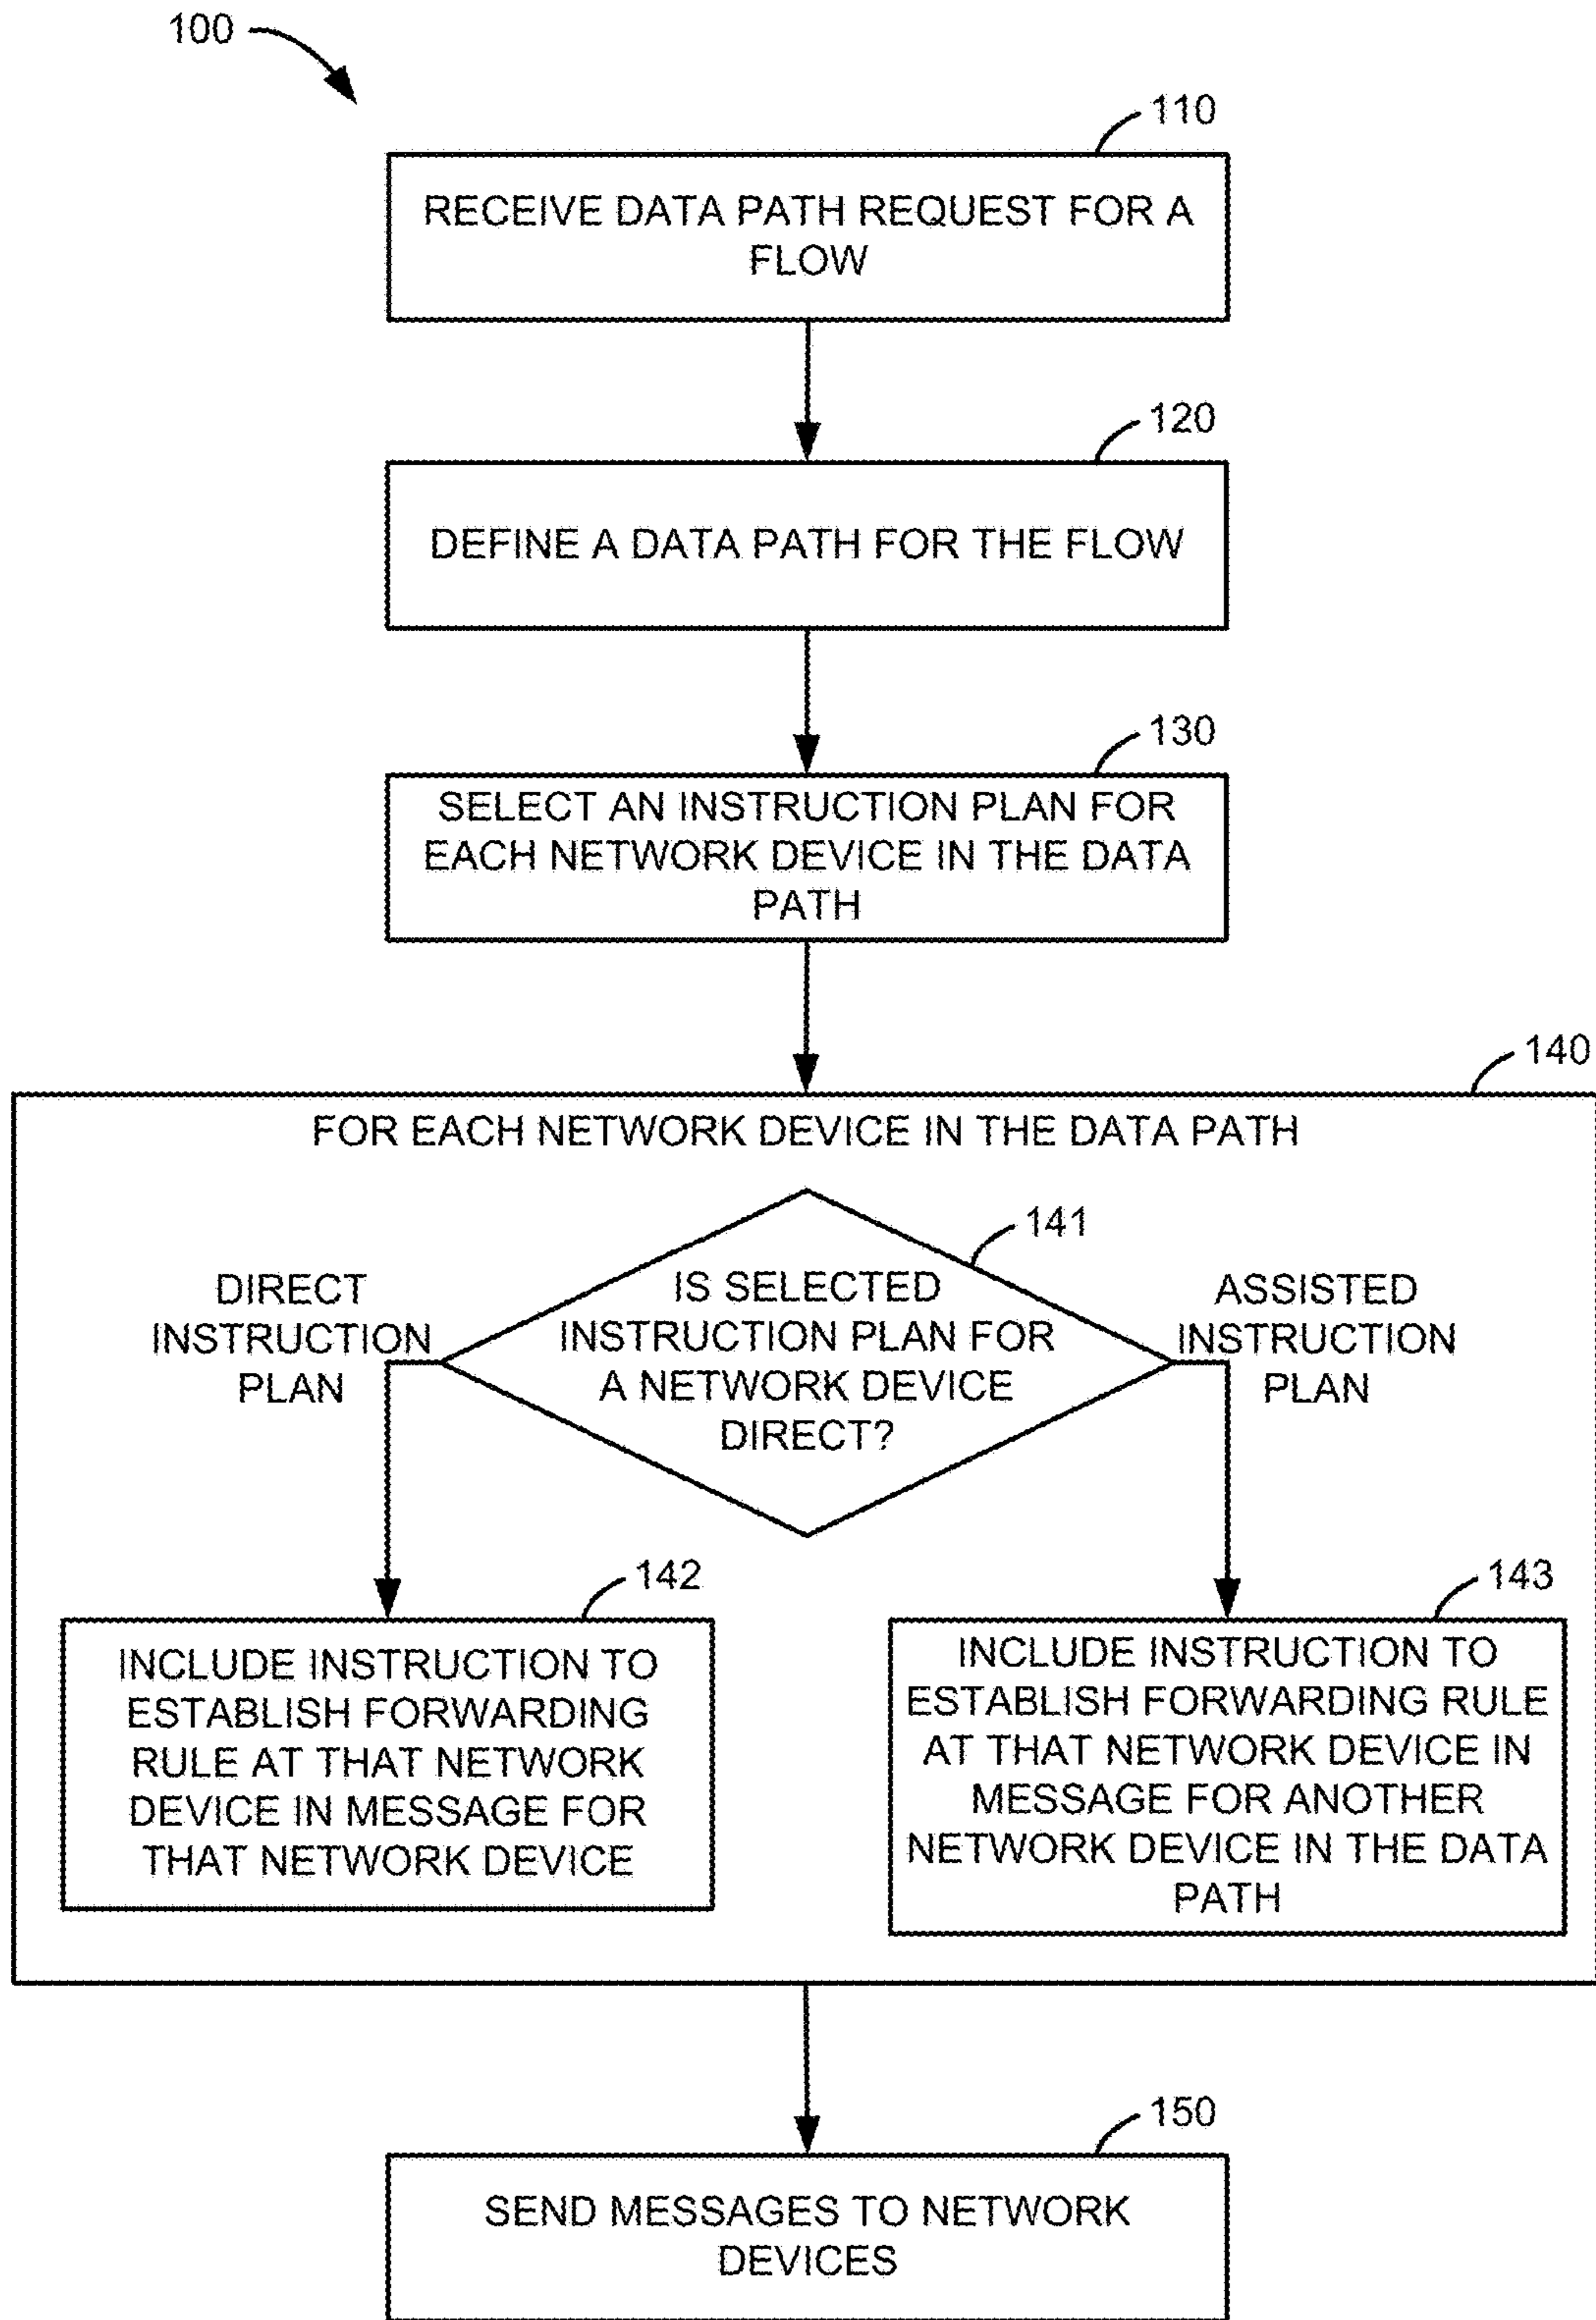 100
110
RECEIVE DATA PATH REQUEST FOR A
FLOW
120
DEFINE A DATA PATH FOR THE FLOW
130
SELECT AN INSTRUCTION PLAN FOR
EACH NETWORK DEVICE IN THE DATA
PATH
140
FOR EACH NETWORK DEVICE IN THE DATA PATH
141
DIRECT
INSTRUCTION
PLAN
IS SELECTED
INSTRUCTION PLAN FOR
A NETWORK DEVICE
DIRECT?
ASSISTED
INSTRUCTION
PLAN
142
INCLUDE INSTRUCTION TO
ESTABLISH FORWARDING
RULE AT THAT NETWORK
DEVICE IN MESSAGE FOR
THAT NETWORK DEVICE
143
INCLUDE INSTRUCTION TO
ESTABLISH FORWARDING RULE
AT THAT NETWORK DEVICE IN
MESSAGE FOR ANOTHER
NETWORK DEVICE IN THE DATA
PATH
150
SEND MESSAGES TO NETWORK
DEVICES